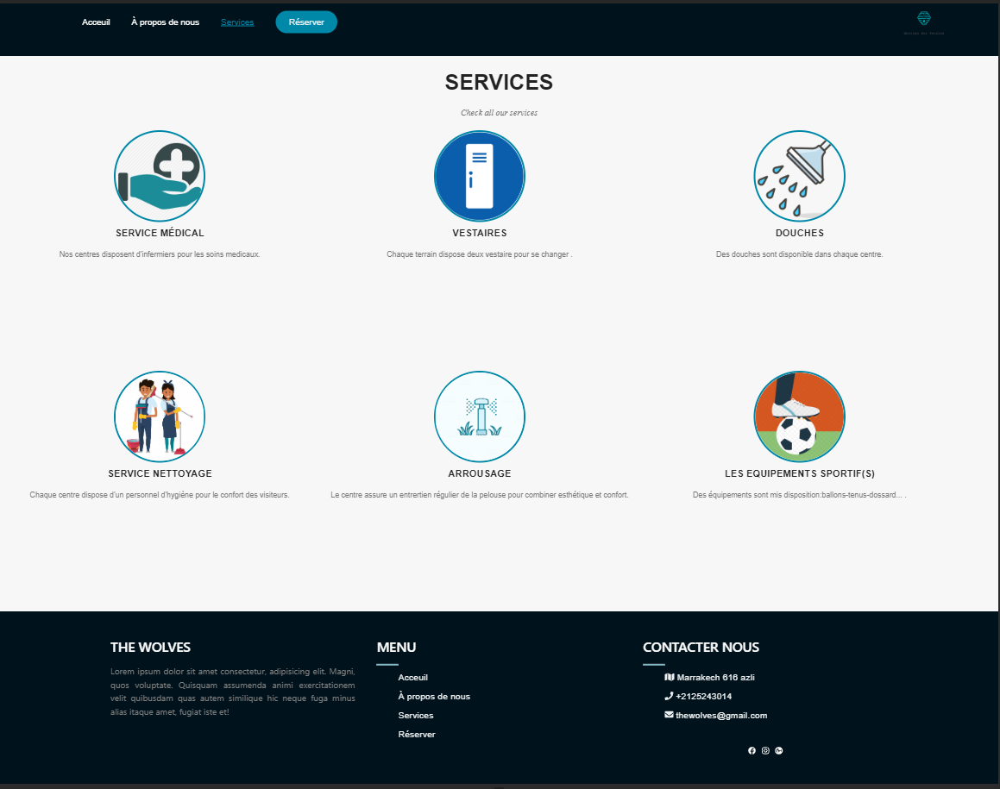 Acceuil À propos de nous Services Réserver
SERVICES
Check all our services
SERVICE MÉDICAL
Nos centres disposent d'infermiers pour les soins medicaux.
VESTAIRES
Chaque terrain dispose deux vestaire pour se changer .
DOUCHES
Des douches sont disponible dans chaque centre.
SERVICE NETTOYAGE
Chaque centre dispose d'un personnel d'hygiène pour le confort des visiteurs.
ARROUSAGE
Le centre assure un entrertien régulier de la pelouse pour combiner esthétique et confort.
LES EQUIPEMENTS SPORTIF(S)
Des équipements sont mis disposition:ballons-tenus-dossard... .
THE WOLVES
Lorem ipsum dolor sit amet consectetur, adipisicing elit. Magni,
quos voluptate. Quisquam assumenda animi exercitationem
velit quibusdam quas autem similique hic neque fuga minus
alias itaque amet, fugiat iste et!
MENU
Acceuil
À propos de nous
Services
Réserver
CONTACTER NOUS
Marrakech 616 azli
+2125243014
thewolves@gmail.com